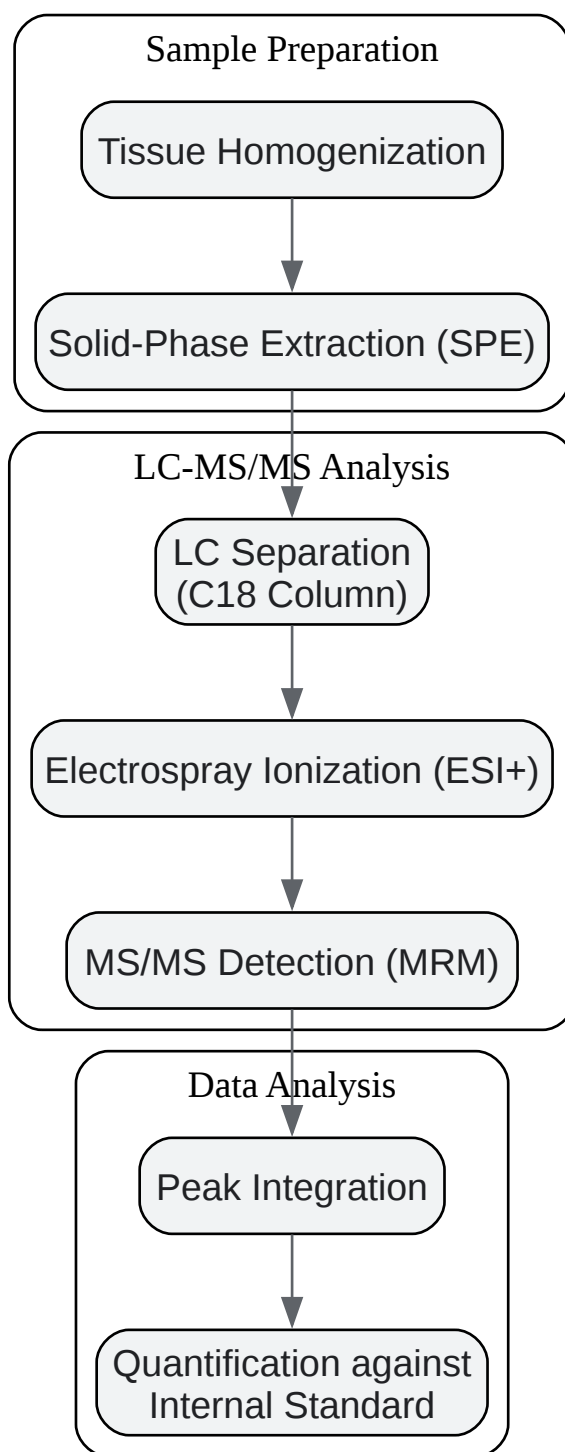 Sample Preparation
Tissue Homogenization
Solid-Phase Extraction (SPE)
LC-MS/MS Analysis
LC Separation
(C18 Column)
Electrospray Ionization (ESI+)
MS/MS Detection (MRM)
Data Analysis
Peak Integration
Quantification against
Internal Standard